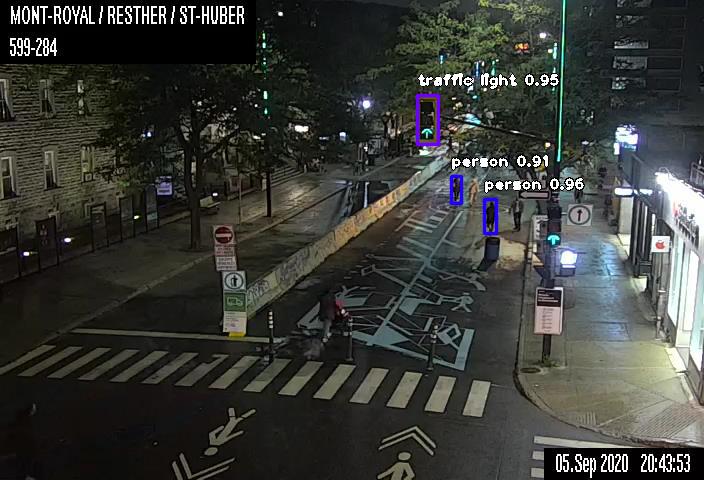 MONT-ROYAL / RESTHER / ST-HUBER
599-284
traffic light 0.95
person 0.91
person 0.96
05.Sep 2020 20:43:53